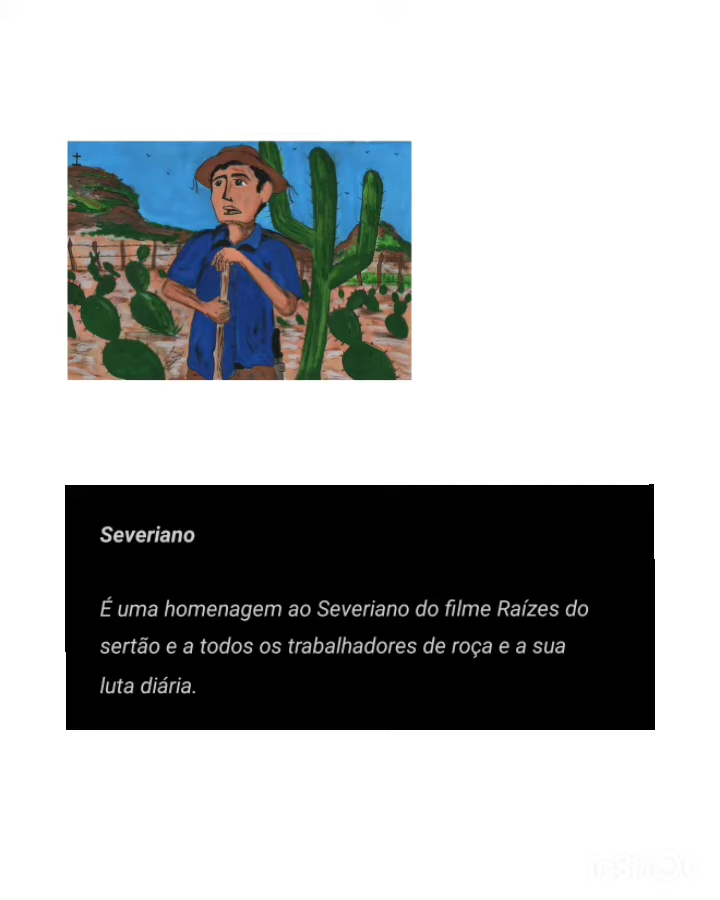 Severiano
É uma homenagem ao Severiano do filme Raízes do
sertão e a todos os trabalhadores de roça e a sua
luta diária.